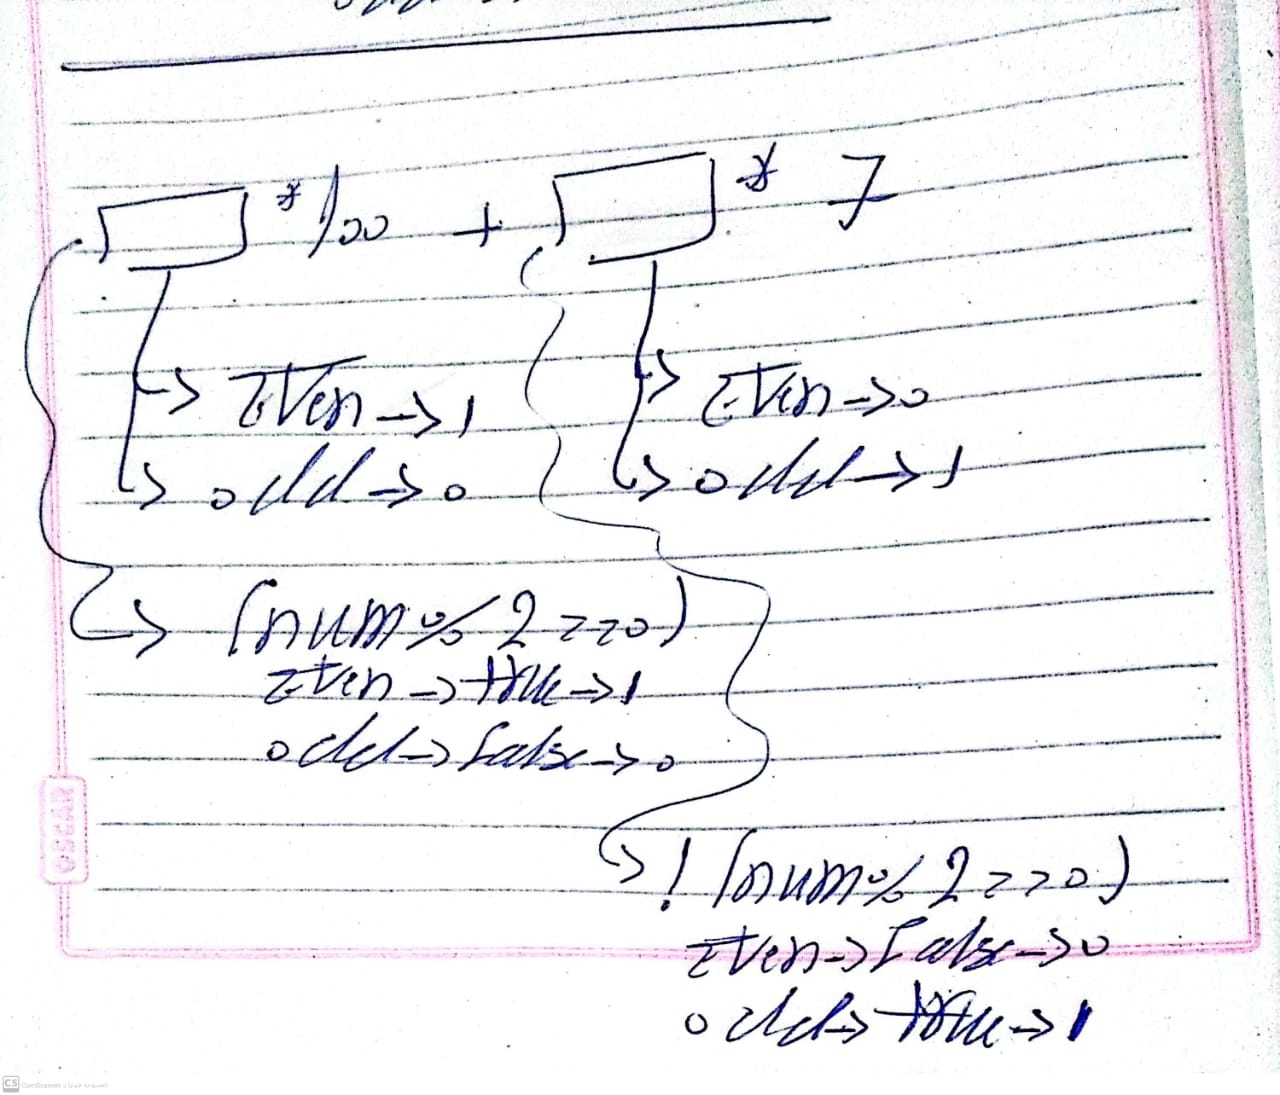 * 100 + * 7
Even -> 1 Even -> 0
odd -> 0 odd -> 1
(num % 2 == 0)
Even -> true -> 1
odd -> false -> 0
! (num % 2 == 0)
Even -> False -> 0
odd -> true -> 1
OSCAR
CS CamScanner